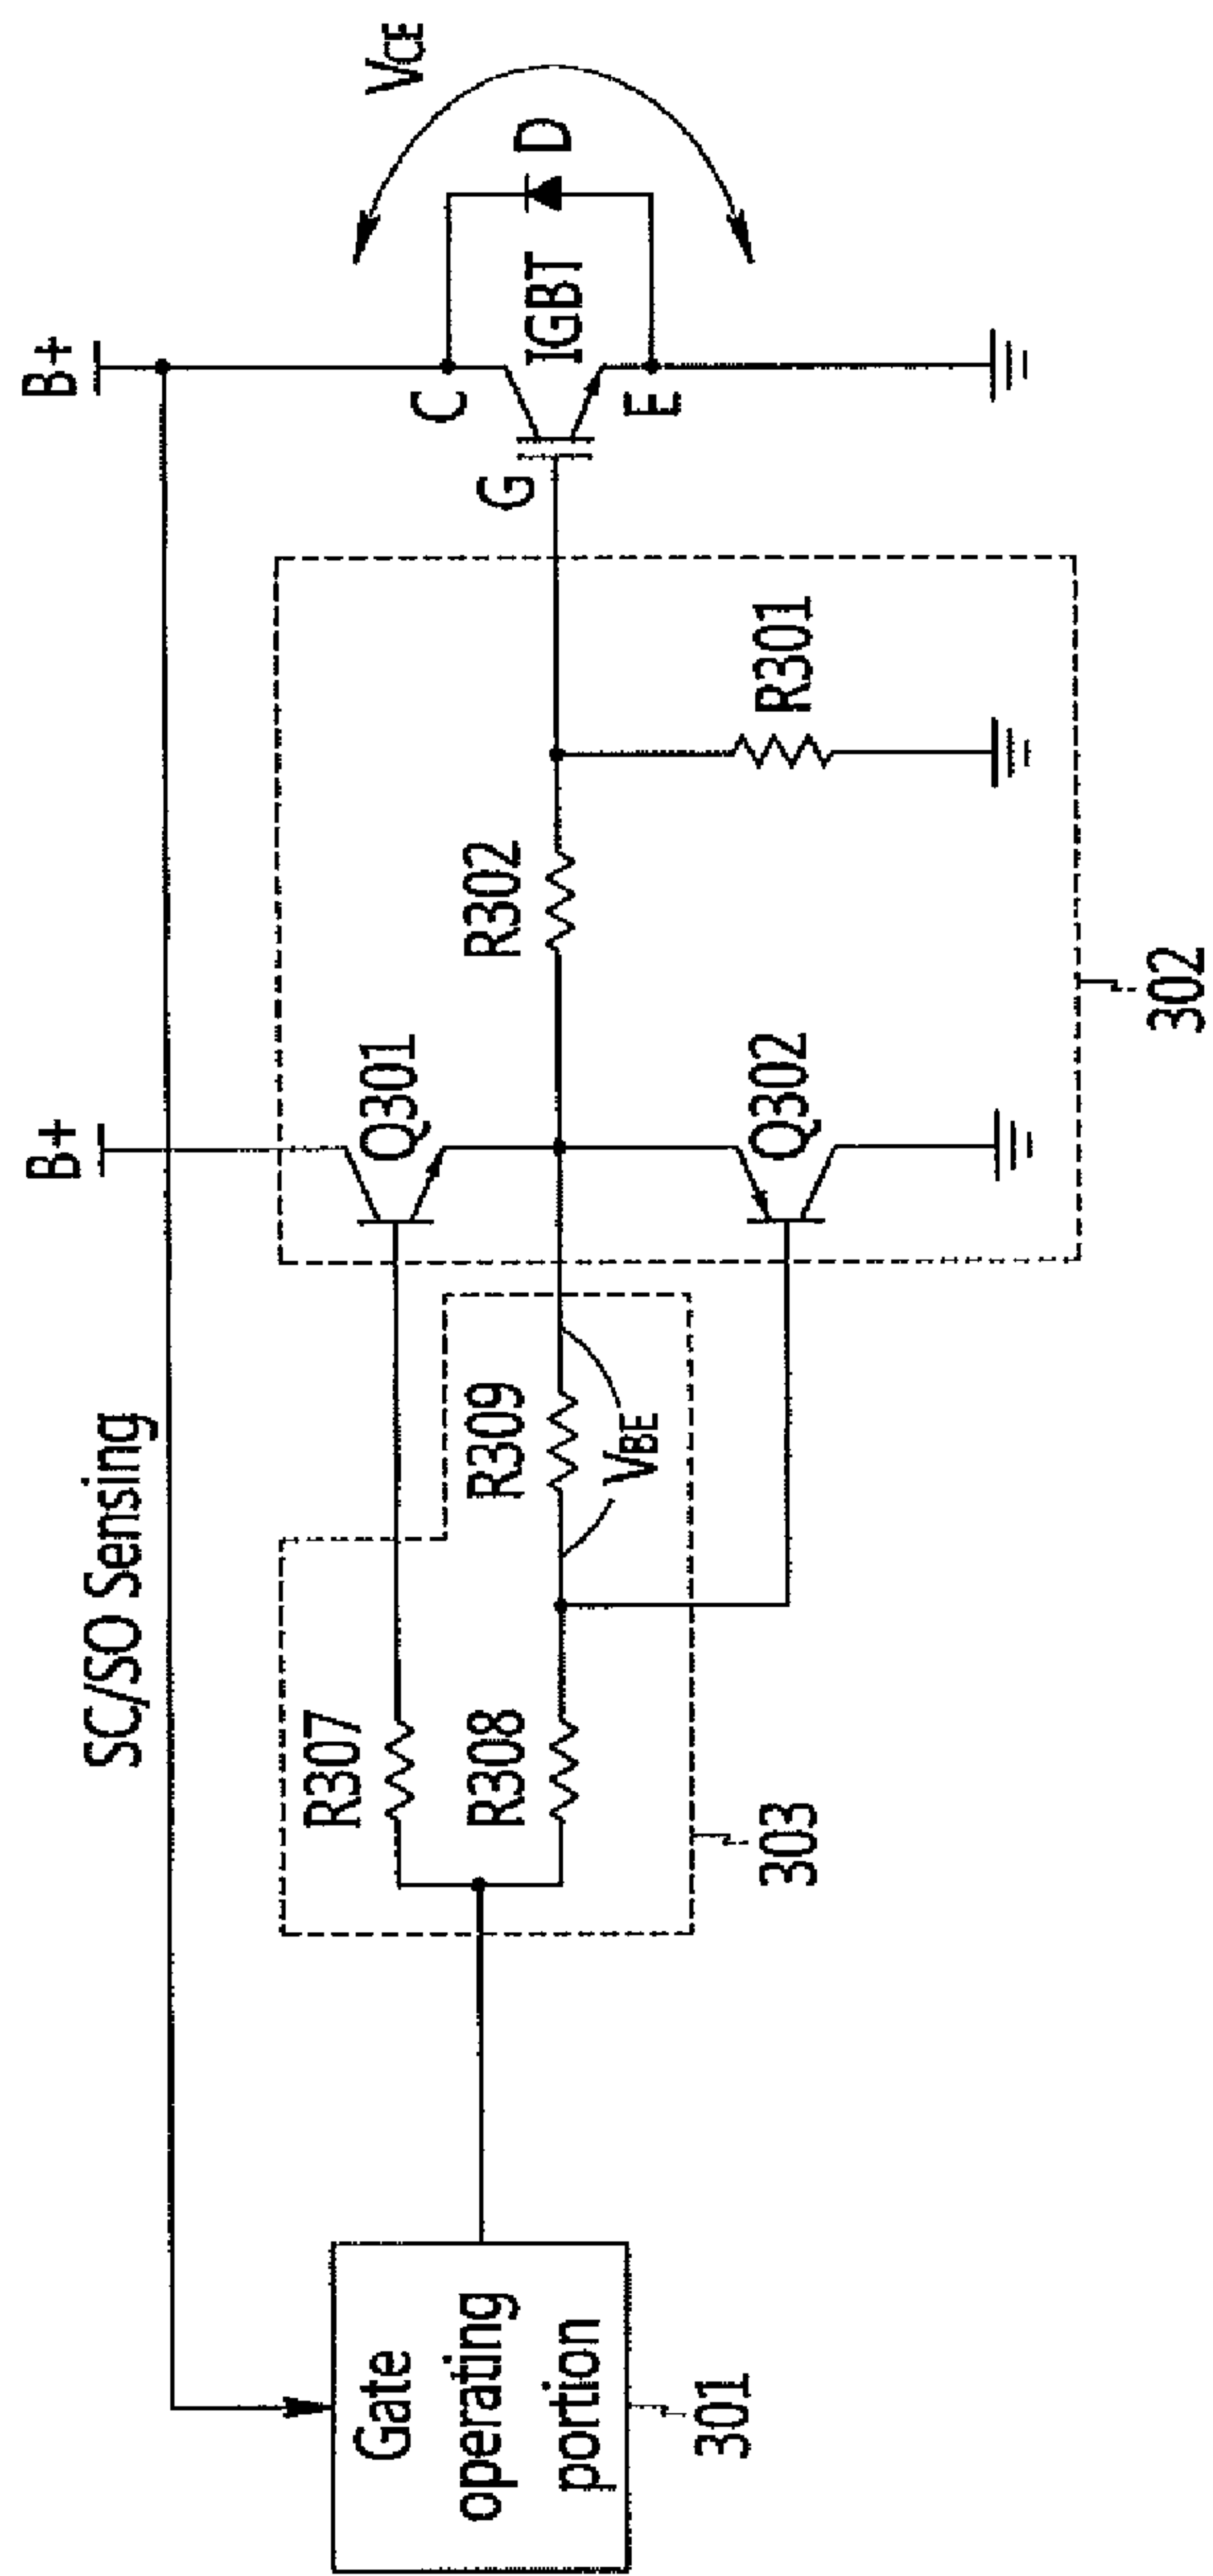 SC/SO Sensing
B+
B+
VCE
R307
Q301
C
D
IGBT
R308
R309
R302
G
E
VBE
Q302
R301
Gate
operating
portion
301
303
302